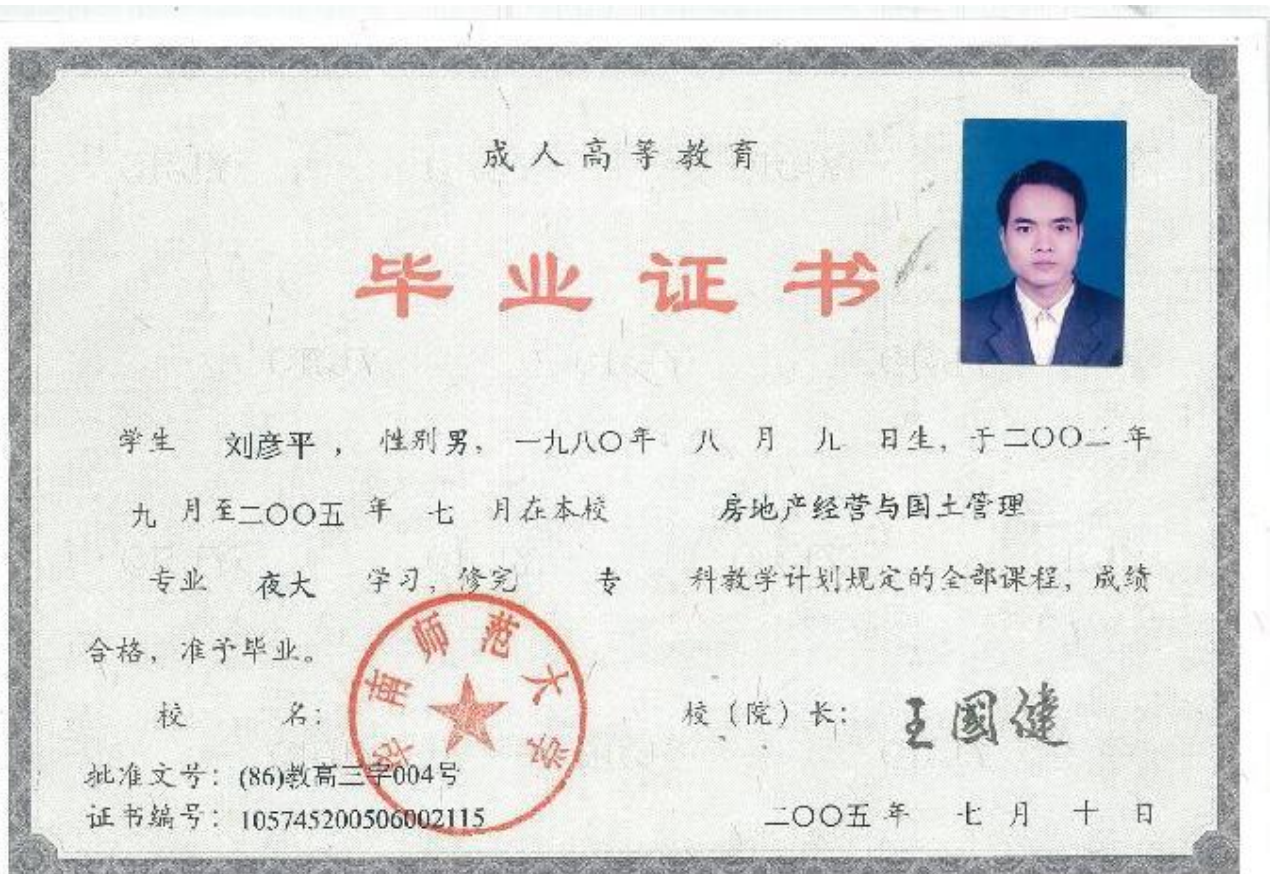 成人高等教育
毕业证书
学生 刘彦平， 性别男， 一九八〇年 八 月 九 日生，于二〇〇二年
九 月至二〇〇五 年 七 月在本校 房地产经营与国土管理
专业 夜大 学习，修完 专 科教学计划规定的全部课程，成绩
合格，准予毕业。
华南师范大学
校 名： 校（院）长： 王國健
批准文号：(86)教高三字004号
证书编号：105745200506002115 二〇〇五年 七 月 十 日